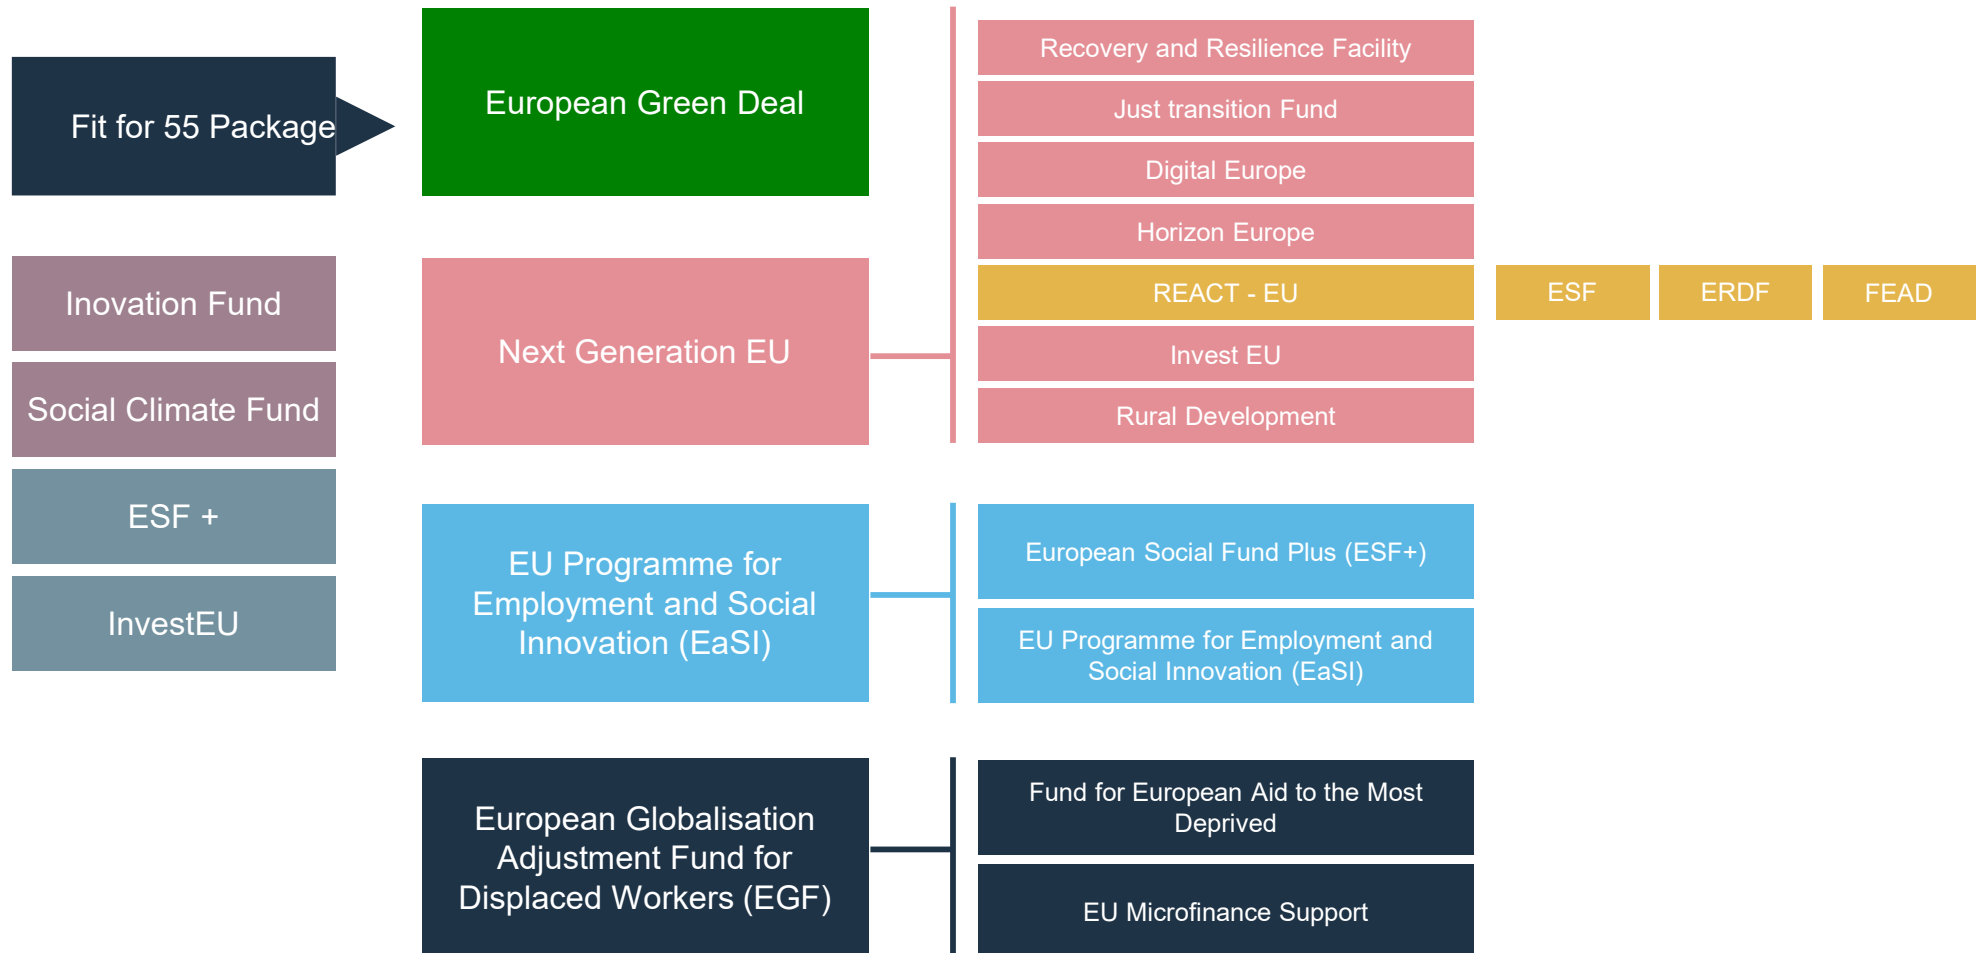 Fit for 55 Package
Inovation Fund
Social Climate Fund
ESF +
InvestEU
European Green Deal
Next Generation EU
Recovery and Resilience Facility
Just transition Fund
Digital Europe
Horizon Europe
REACT - EU
ESF
ERDF
FEAD
Invest EU
Rural Development
EU Programme for
Employment and Social
Innovation (EaSI)
European Social Fund Plus (ESF+)
EU Programme for Employment and
Social Innovation (EaSI)
European Globalisation
Adjustment Fund for
Displaced Workers (EGF)
Fund for European Aid to the Most
Deprived
EU Microfinance Support